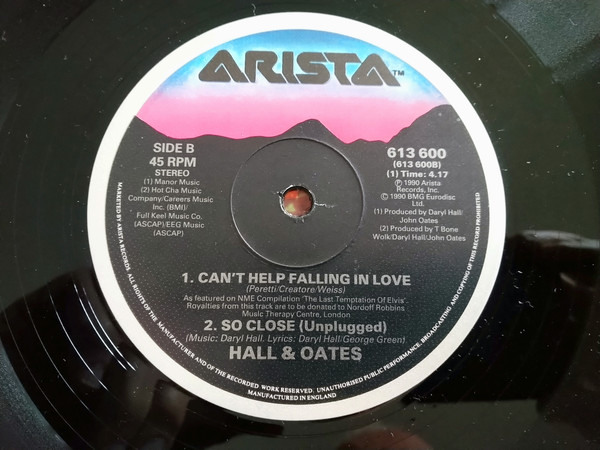 ARISTA™
SIDE B
45 RPM
STEREO
(1) Manor Music
(2) Hot Cha Music
Company/Careers Music
Inc. (BMI)/
Full Keel Music Co.
(ASCAP)/EEG Music
(ASCAP)
613 600
(613 600B)
(1) Time: 4.17
Ⓟ 1990 Arista
Records, Inc.
© 1990 BMG Eurodisc
Ltd.
(1) Produced by Daryl Hall/
John Oates
(2) Produced by T Bone
Wolk/Daryl Hall/John Oates
1. CAN'T HELP FALLING IN LOVE
(Peretti/Creatore/Weiss)
As featured on NME Compilation 'The Last Temptation Of Elvis'.
Royalties from this track are to be donated to Nordoff Robbins
Music Therapy Centre, London
2. SO CLOSE (Unplugged)
(Music: Daryl Hall. Lyrics: Daryl Hall/George Green)
HALL & OATES
MARKETED BY ARISTA RECORDS. ALL RIGHTS OF THE MANUFACTURER AND OF THE RECORDED WORK RESERVED. UNAUTHORISED PUBLIC PERFORMANCE, BROADCASTING AND COPYING OF THIS RECORD PROHIBITED
MANUFACTURED IN ENGLAND